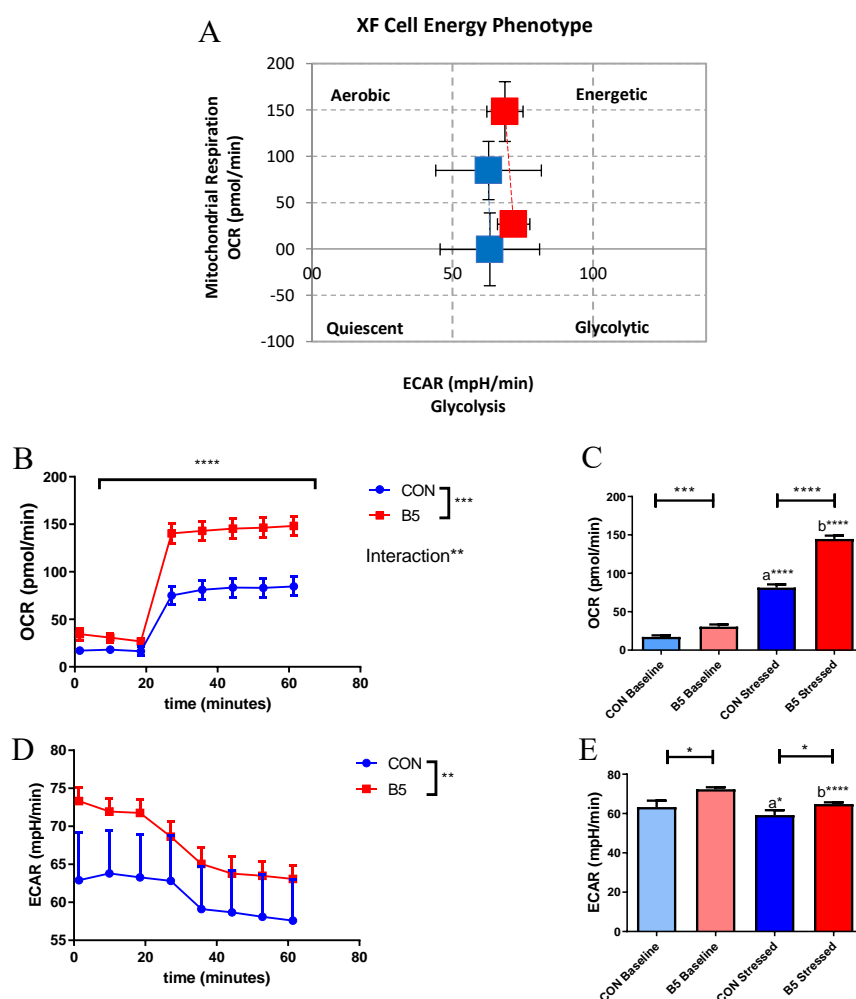 A
XF Cell Energy Phenotype
Mitochondrial Respiration
OCR (pmol/min)
200
150
100
50
00
-50
-100
Aerobic
Energetic
00
50
100
Quiescent
Glycolytic
ECAR (mpH/min)
Glycolysis
B
****
OCR (pmol/min)
200
150
100
50
0
0
20
40
60
80
time (minutes)
CON
B5
***
Interaction**
C
***
****
OCR (pmol/min)
200
150
100
50
0
a****
b****
CON Baseline
B5 Baseline
CON Stressed
B5 Stressed
D
ECAR (mpH/min)
80
75
70
65
60
55
0
20
40
60
80
time (minutes)
CON
B5
**
E
*
*
ECAR (mpH/min)
80
60
40
20
0
a*
b****
CON Baseline
B5 Baseline
CON Stressed
B5 Stressed